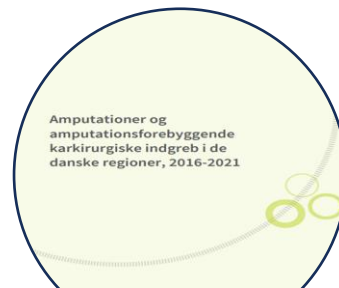 Amputationer og
amputationsforebyggende
karkirurgiske indgreb i de
danske regioner, 2016-2021